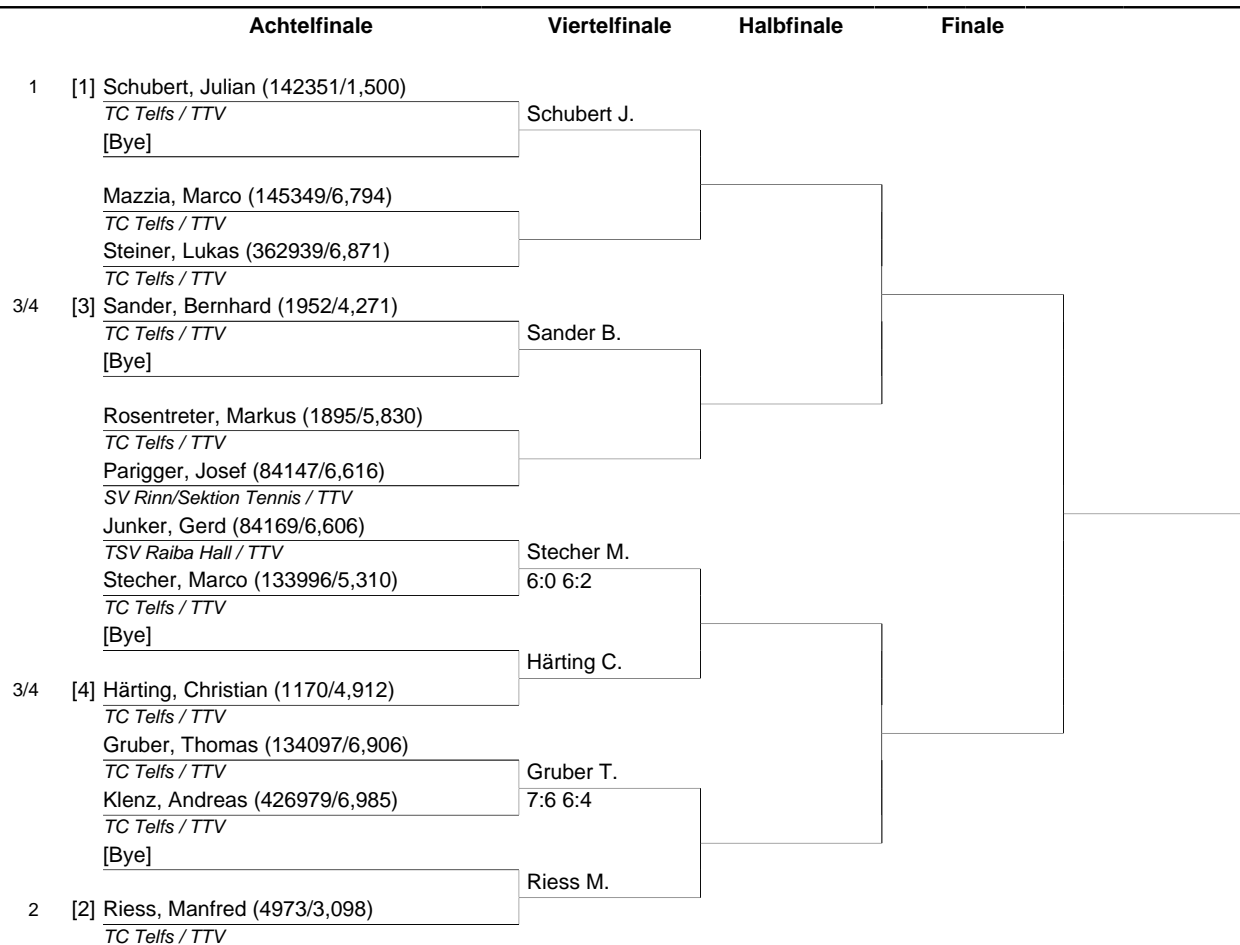 Achtelfinale Viertelfinale Halbfinale Finale
1 [1] Schubert, Julian (142351/1,500)
TC Telfs / TTV Schubert J.
[Bye]
Mazzia, Marco (145349/6,794)
TC Telfs / TTV
Steiner, Lukas (362939/6,871)
TC Telfs / TTV
3/4 [3] Sander, Bernhard (1952/4,271)
TC Telfs / TTV Sander B.
[Bye]
Rosentreter, Markus (1895/5,830)
TC Telfs / TTV
Parigger, Josef (84147/6,616)
SV Rinn/Sektion Tennis / TTV
Junker, Gerd (84169/6,606)
TSV Raiba Hall / TTV Stecher M.
Stecher, Marco (133996/5,310) 6:0 6:2
TC Telfs / TTV
[Bye]
Härting C.
3/4 [4] Härting, Christian (1170/4,912)
TC Telfs / TTV
Gruber, Thomas (134097/6,906)
TC Telfs / TTV Gruber T.
Klenz, Andreas (426979/6,985) 7:6 6:4
TC Telfs / TTV
[Bye]
Riess M.
2 [2] Riess, Manfred (4973/3,098)
TC Telfs / TTV